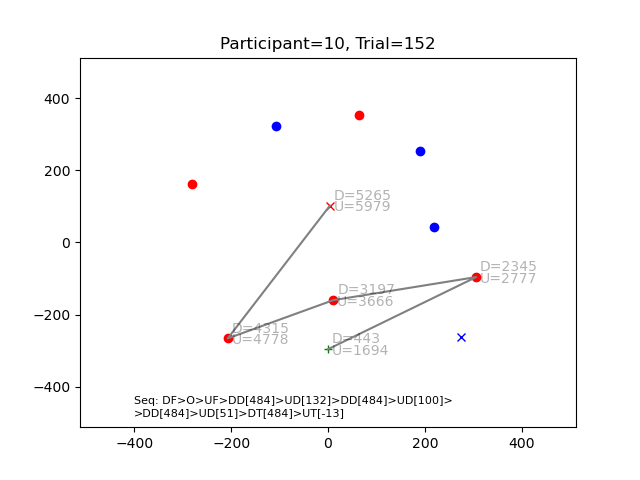 Participant=10, Trial=152
400
200
0
−200
−400
D=5265
U=5979
D=2345
U=2777
D=3197
U=3666
D=4315
U=4778
D=443
U=1694
Seq: DF>O>UF>DD[484]>UD[132]>DD[484]>UD[100]>
>DD[484]>UD[51]>DT[484]>UT[-13]
−400 −200 0 200 400